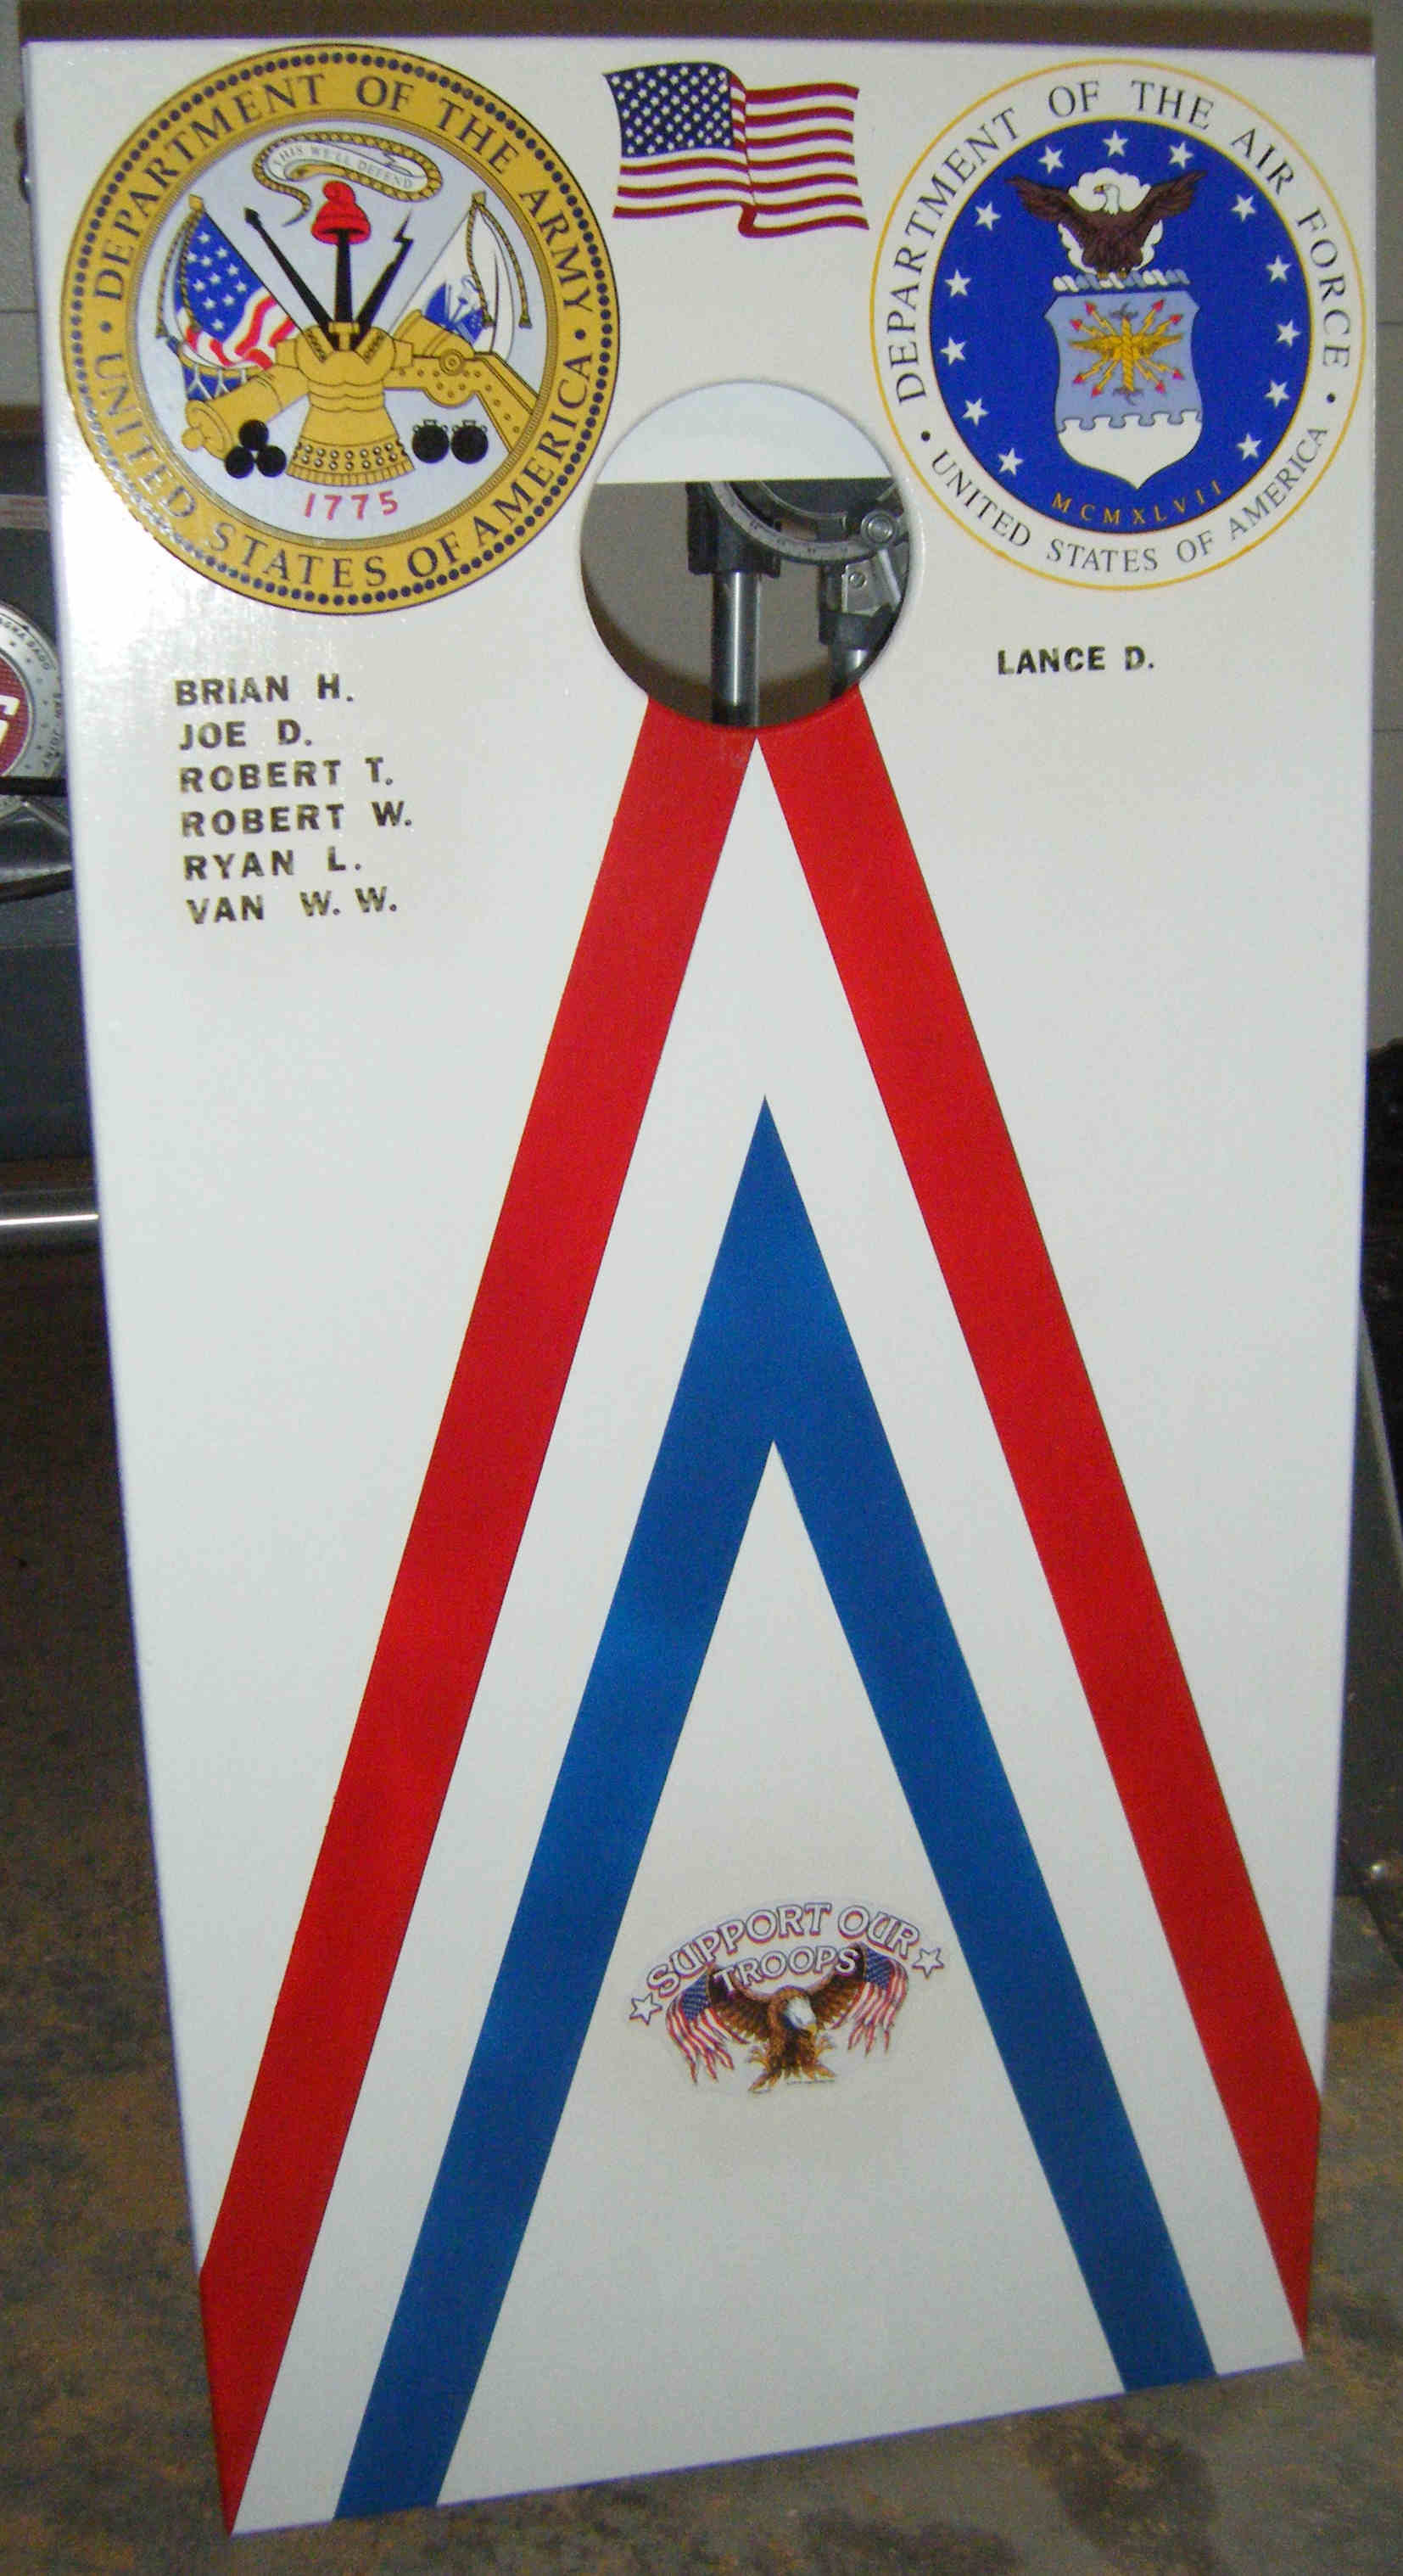 DEPARTMENT OF THE ARMY
THIS WE'LL DEFEND
1775
UNITED STATES OF AMERICA
DEPARTMENT OF THE AIR FORCE
MCMXLVII
UNITED STATES OF AMERICA
BRIAN H.
JOE D.
ROBERT T.
ROBERT W.
RYAN L.
VAN W. W.
LANCE D.
SUPPORT OUR
TROOPS